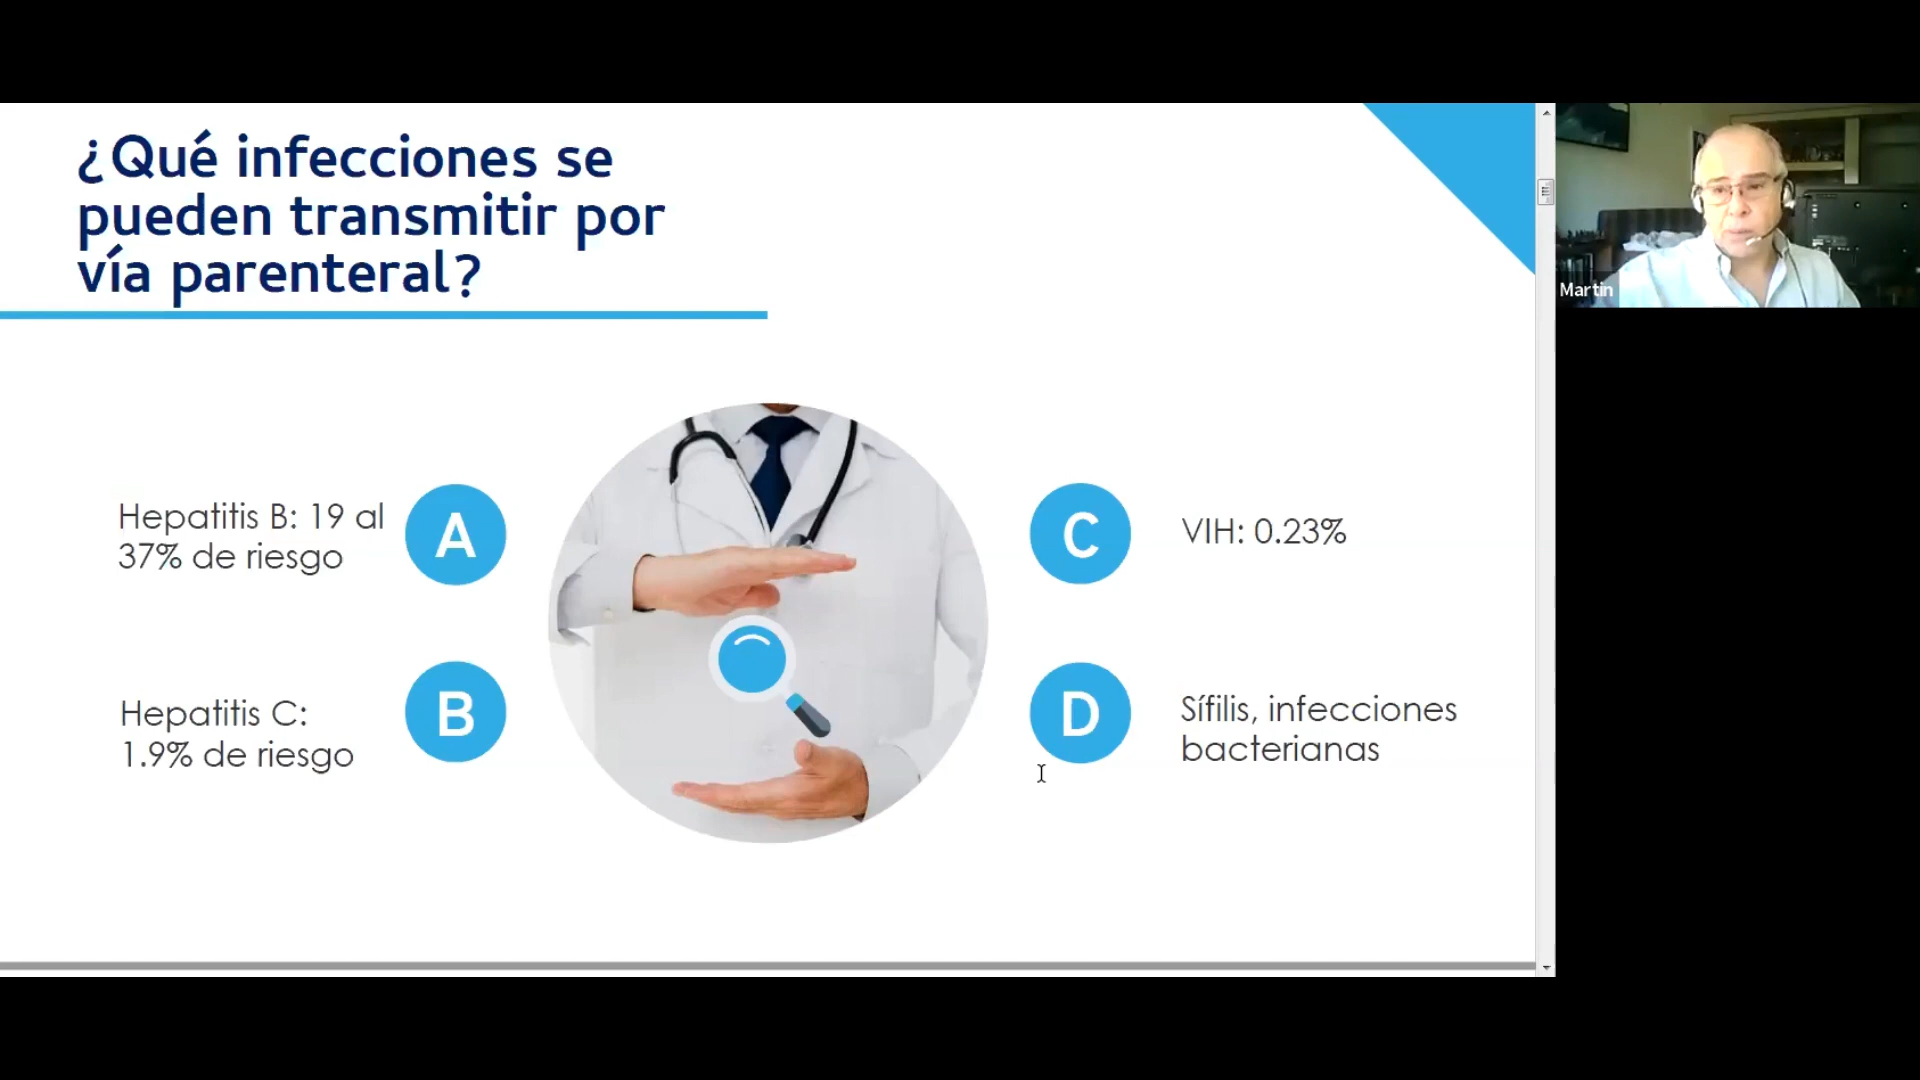 ¿Qué infecciones se
pueden transmitir por
vía parenteral?
Hepatitis B: 19 al
37% de riesgo
A
Hepatitis C:
1.9% de riesgo
B
C
VIH: 0.23%
D
Sífilis, infecciones
bacterianas
Martin